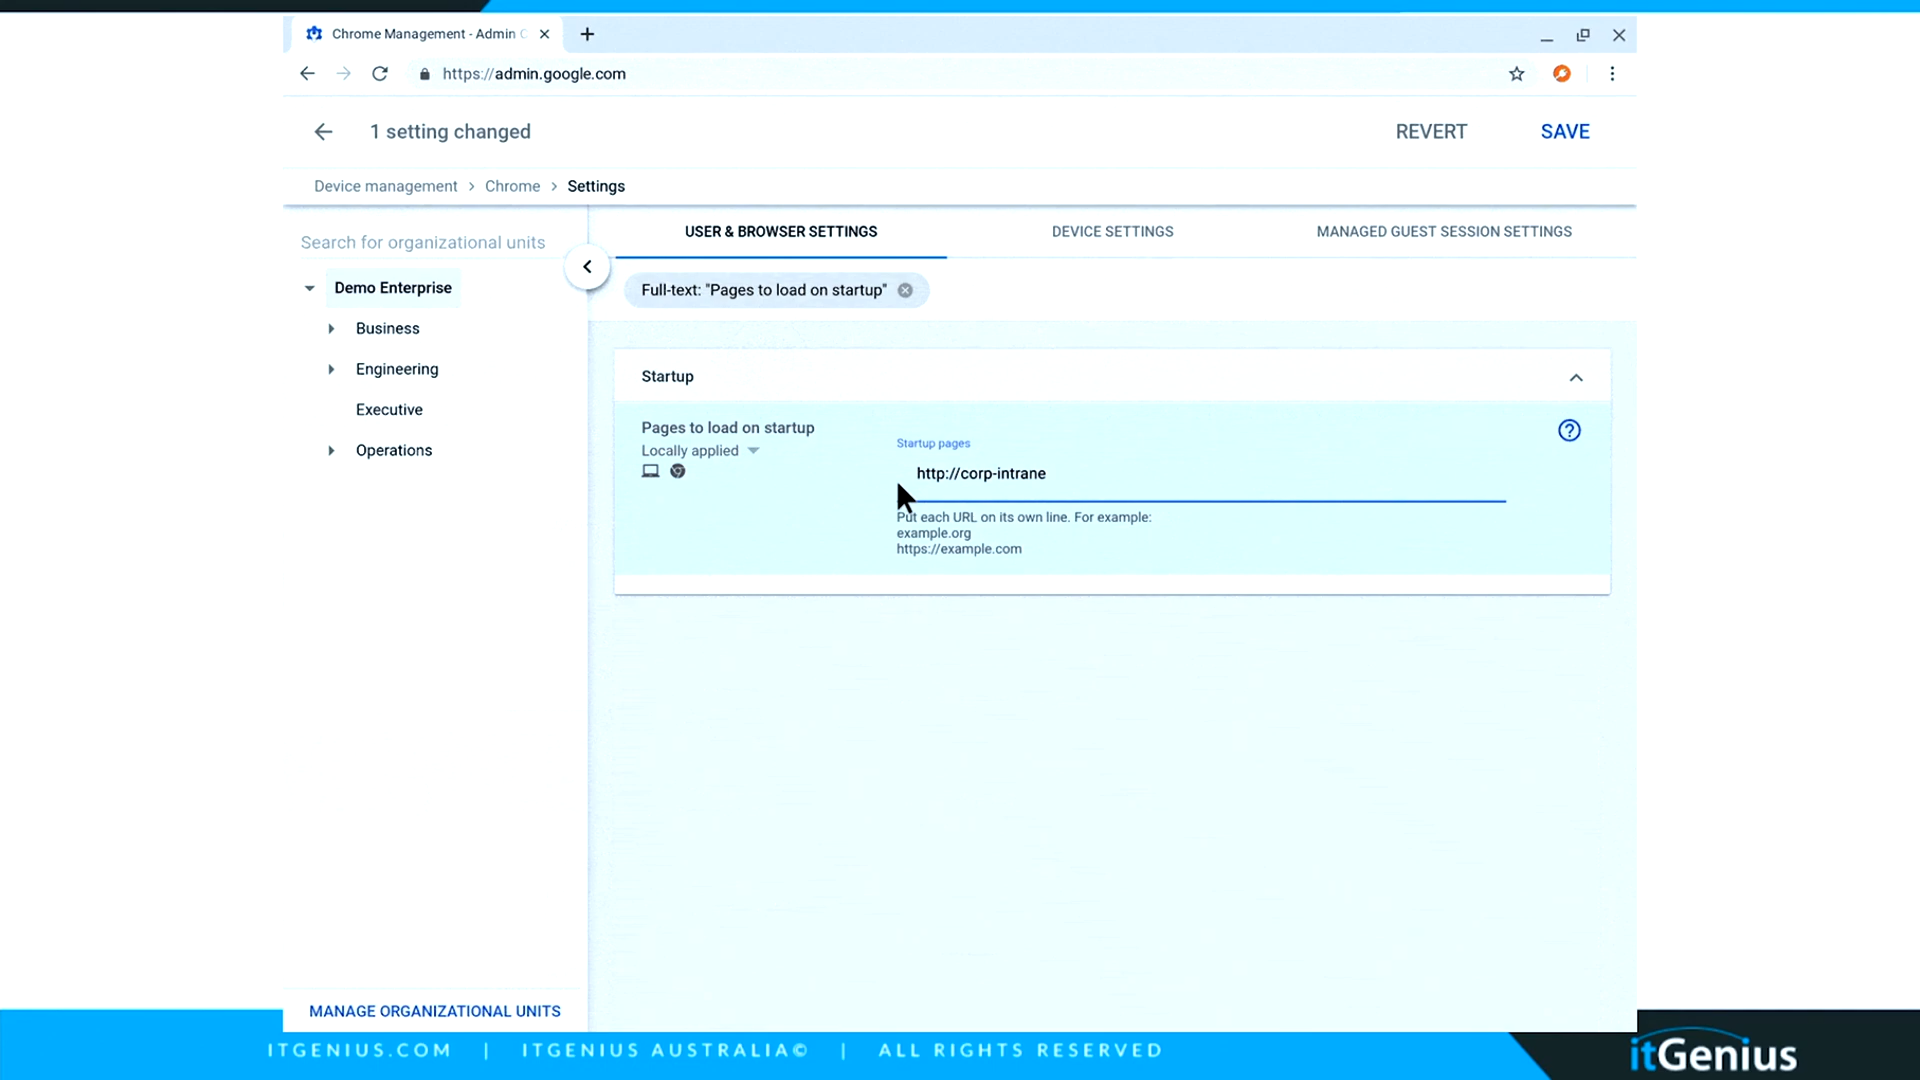 Chrome Management - Admin C
https://admin.google.com
1 setting changed
REVERT
SAVE
Device management > Chrome > Settings
Search for organizational units
Demo Enterprise
Business
Engineering
Executive
Operations
MANAGE ORGANIZATIONAL UNITS
USER & BROWSER SETTINGS
DEVICE SETTINGS
MANAGED GUEST SESSION SETTINGS
Full-text: "Pages to load on startup"
Startup
Pages to load on startup
Locally applied
Startup pages
http://corp-intrane
Put each URL on its own line. For example:
example.org
https://example.com
ITGENIUS.COM | ITGENIUS AUSTRALIA© | ALL RIGHTS RESERVED
itGenius